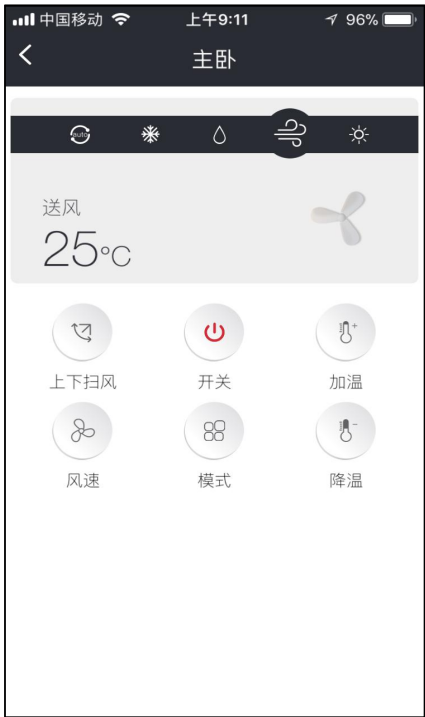 中国移动 上午9:11 96%
主卧
auto
送风
25°C
上下扫风 开关 加温
风速 模式 降温